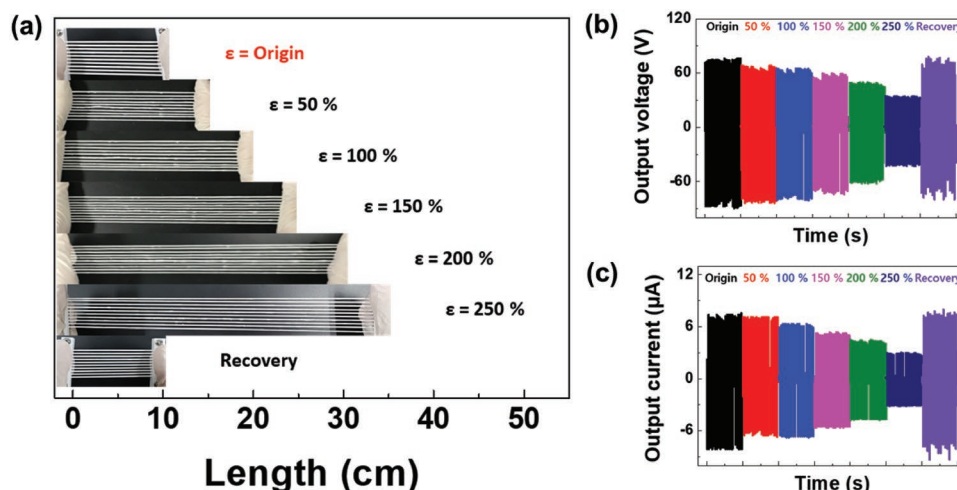 (a)
ε = Origin
ε = 50 %
ε = 100 %
ε = 150 %
ε = 200 %
ε = 250 %
Recovery
0 10 20 30 40 50
Length (cm)
(b)
Origin 50 % 100 % 150 % 200 % 250 % Recovery
120
60
0
-60
Output voltage (V)
Time (s)
(c)
Origin 50 % 100 % 150 % 200 % 250 % Recovery
12
6
0
-6
Output current (μA)
Time (s)